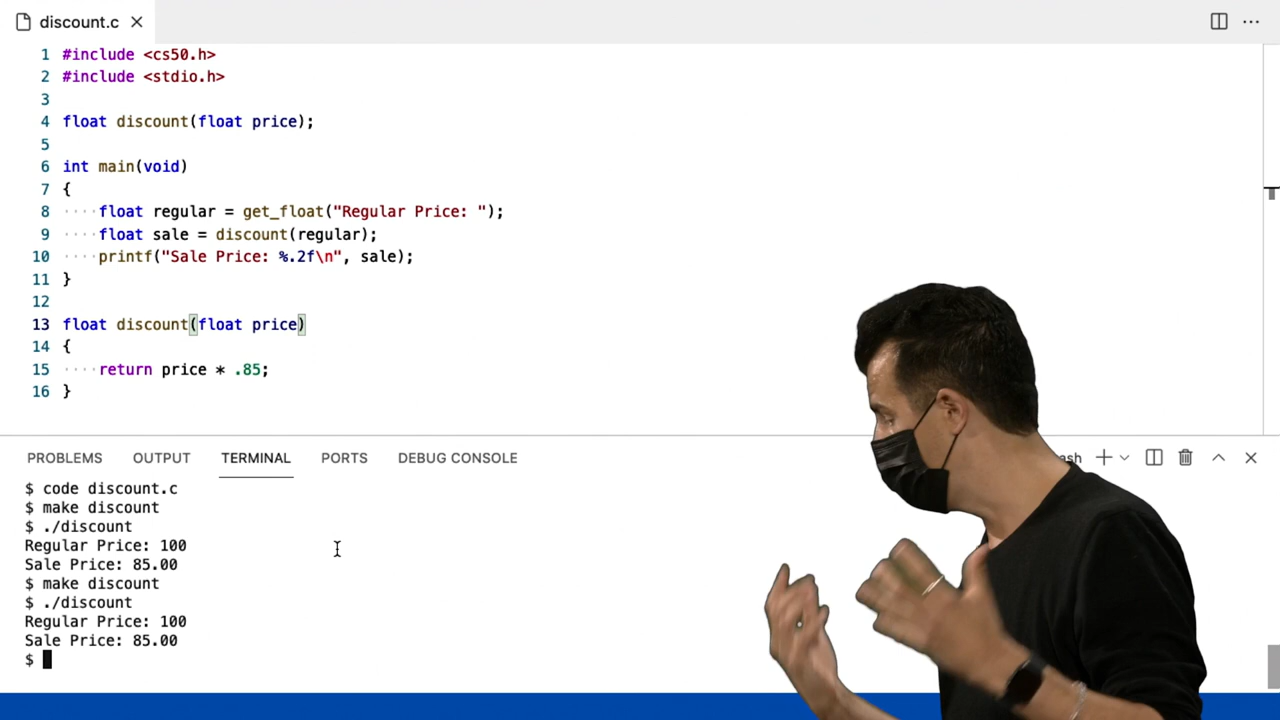 discount.c
1 #include <cs50.h>
2 #include <stdio.h>
3
4 float discount(float price);
5
6 int main(void)
7 {
8 ····float regular = get_float("Regular Price: ");
9 ····float sale = discount(regular);
10 ····printf("Sale Price: %.2f\n", sale);
11 }
12
13 float discount(float price)
14 {
15 ····return price * .85;
16 }
PROBLEMS OUTPUT TERMINAL PORTS DEBUG CONSOLE ash
$ code discount.c
$ make discount
$ ./discount
Regular Price: 100
Sale Price: 85.00
$ make discount
$ ./discount
Regular Price: 100
Sale Price: 85.00
$